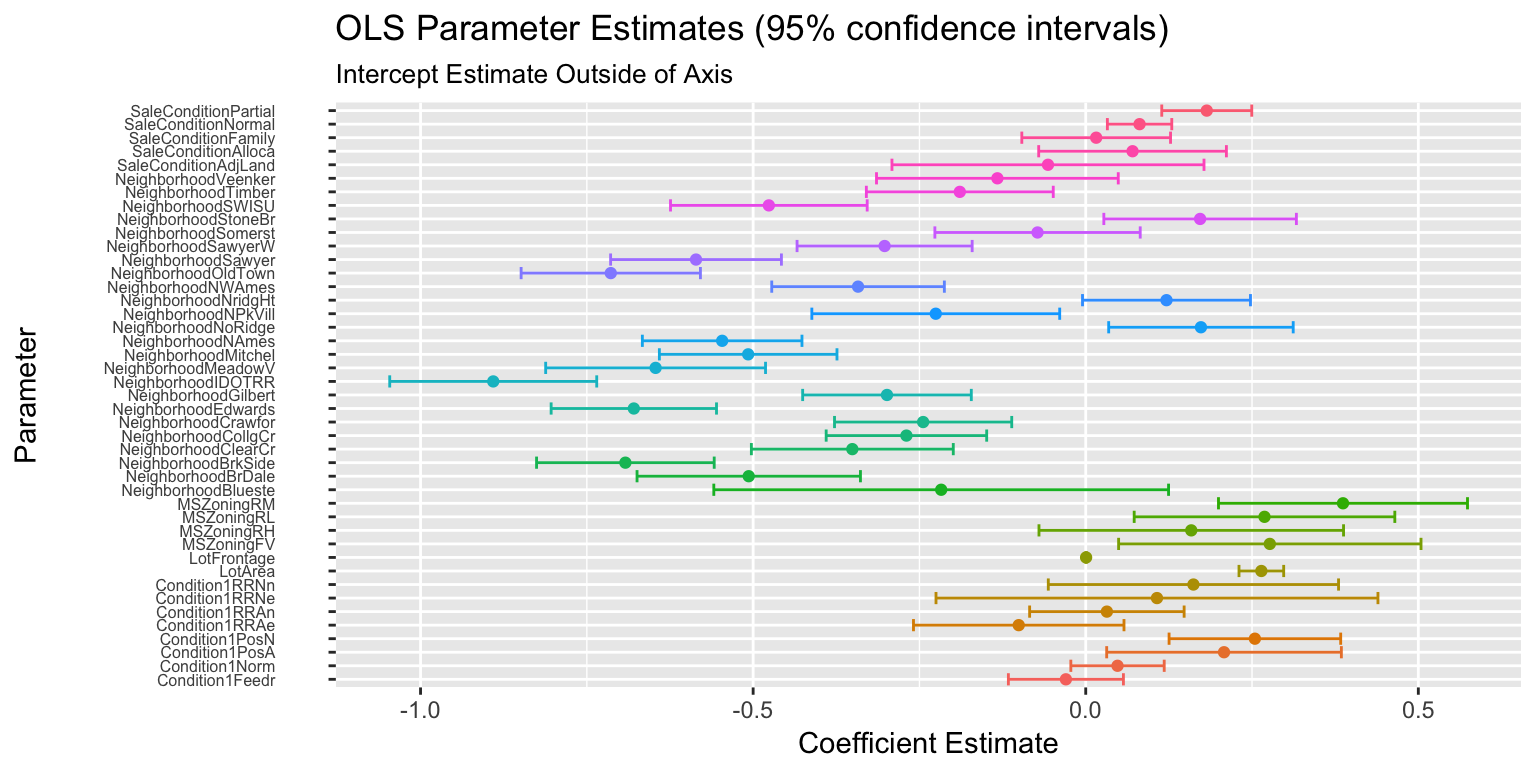 OLS Parameter Estimates (95% confidence intervals)
Intercept Estimate Outside of Axis
Parameter
SaleConditionPartial
SaleConditionNormal
SaleConditionFamily
SaleConditionAlloca
SaleConditionAdjLand
NeighborhoodVeenker
NeighborhoodTimber
NeighborhoodSWISU
NeighborhoodStoneBr
NeighborhoodSomerst
NeighborhoodSawyerW
NeighborhoodSawyer
NeighborhoodOldTown
NeighborhoodNWAmes
NeighborhoodNridgHt
NeighborhoodNPkVill
NeighborhoodNoRidge
NeighborhoodNAmes
NeighborhoodMitchel
NeighborhoodMeadowV
NeighborhoodIDOTRR
NeighborhoodGilbert
NeighborhoodEdwards
NeighborhoodCrawfor
NeighborhoodCollgCr
NeighborhoodClearCr
NeighborhoodBrkSide
NeighborhoodBrDale
NeighborhoodBlueste
MSZoningRM
MSZoningRL
MSZoningRH
MSZoningFV
LotFrontage
LotArea
Condition1RRNn
Condition1RRNe
Condition1RRAn
Condition1RRAe
Condition1PosN
Condition1PosA
Condition1Norm
Condition1Feedr
-1.0 -0.5 0.0 0.5
Coefficient Estimate